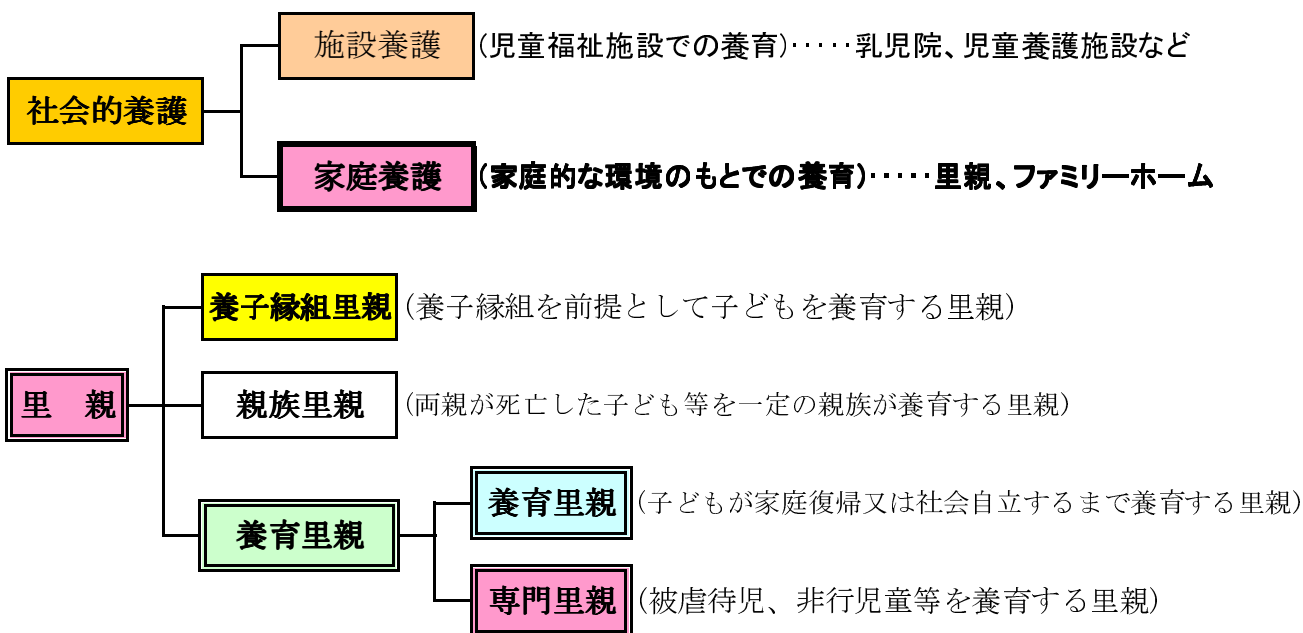 施設養護 (児童福祉施設での養育)‥‥‥乳児院、児童養護施設など
社会的養護
家庭養護 (家庭的な環境のもとでの養育)‥‥‥里親、ファミリーホーム
養子縁組里親 (養子縁組を前提として子どもを養育する里親)
里　親
親族里親 (両親が死亡した子ども等を一定の親族が養育する里親)
養育里親 (子どもが家庭復帰又は社会自立するまで養育する里親)
養育里親
専門里親 (被虐待児、非行児童等を養育する里親)